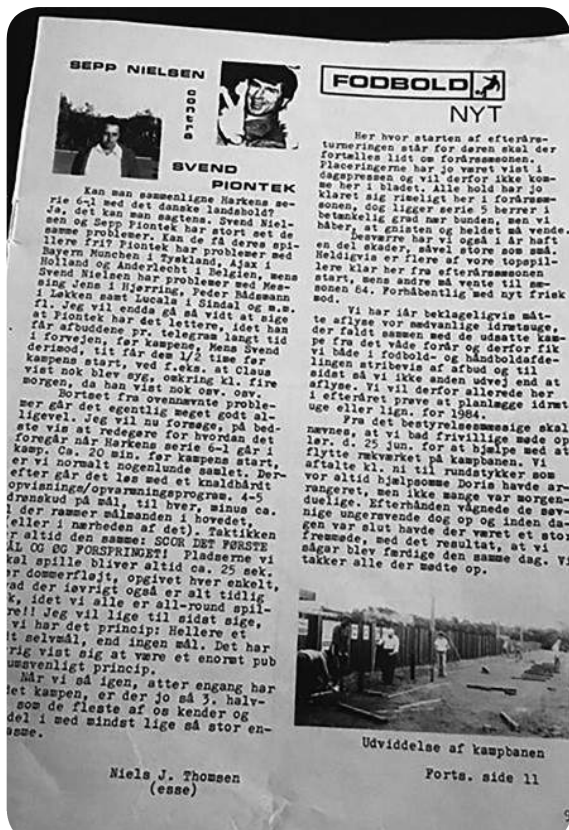 SEPP NIELSEN
contra
SVEND
PIONTEK
Kan man sammenligne Harkens se-
rie 6-1 med det danske landshold?
Ja, det kan man sagtens. Svend Niel-
sen og Sepp Piontek har stort set de
samme problemer. Kan de få deres spi-
llere fri? Piontek har problemer med
Bayern Munchen i Tyskland, Ajax i
Holland og Anderlecht i Belgien, mens
Svend Nielsen har problemer med Mes-
sing Jens i Hjørring, Peder Bådsmann
i Løkken samt Lucala i Sindal og m.m.
fl. Jeg vil endda gå så vidt at sige
at Piontek har det lettere, idet han
får afbuddene pr. telegram langt tid
i forvejen, før kampene, Mens Svend
derimod, tit får dem 1/2 time før
kampens start, ved f.eks. at Claus
vist nok blev syg, omkring kl. fire
morgen, da han vist nok osv. osv.
Bortset fra ovennævnte proble-
mer går det egentlig meget godt al-
ligevel. Jeg vil nu forsøge, på bed-
ste vis at redegøre for hvordan det
foregår når Harkens serie 6-1 går i
kamp. Ca. 20 min. før kampens start,
er vi normalt nogenlunde samlet. Der-
efter går det løs med et knaldhårdt
opvisnings/opvarmningsprogram. 4-5
drønskud på mål, til hver, minus ca.
1 der rammer målmanden i hovedet,
(eller i nærheden af det). Taktikken
er altid den samme: SCOR DET FØRSTE
MÅL OG ØG FORSPRINGET! Pladserne vi
skal spille bliver altid ca. 25 sek.
før dommerfløjt, opgivet hver enkelt,
hvad der iøvrigt også er alt tidlig
k, idet vi alle er all-round spil-
re!! Jeg vil lige til sidst sige,
vi har det princip: Hellere et
t selvmål, end ingen mål. Det har
rig vist sig at være et enormt pub
umsvenligt princip.
Når vi så igen, atter engang har
det kampen, er der jo så 3. halv-
som de fleste af os kender og
del i med mindst lige så stor en-
asme.
Niels J. Thomsen
(esse)
FODBOLD
NYT
Her hvor starten af efterårs-
turneringen står for døren skal der
fortælles lidt om forårssæsonen.
Placeringerne har jo været vist i
dagspressen og vil derfor ikke kom-
me her i bladet. Alle hold har jo
klaret sig rimeligt her i forårssæ-
sonen, dog ligger serie 5 herrer i
betænkelig grad nær bunden, men vi
håber, at gnisten og heldet må vende.
Desværre har vi også i år haft
en del skader, såvel store som små.
Heldigvis er flere af vore topspil-
lere klar her fra efterårssæsonen
start, mens andre må vente til sæ-
sonen 84. Forhåbentlig med nyt frisk
mod.
Vi har iår beklageligvis måt-
te aflyse vor nødvanlige idrætsuge,
der faldt sammen med de udsatte kam-
pe fra det våde forår og derfor fik
vi både i fodbold- og håndboldafde-
lingen stribevis af afbud og til
sidst så vi ikke anden udvej end at
aflyse. Vi vil derfor allerede her
i efteråret prøve at planlægge idræt
uge eller lign. for 1984.
Fra det bestyrelsesmæssige skal
nævnes, at vi bad frivillige møde op
lør. d. 25 jun. for at hjælpe med at
flytte rækværket på kampbanen. Vi
aftalte kl. ni til rundstykker som
vor altid hjælpsomme Doris havde ar-
rangeret, men ikke mange var morgen-
duelige. Efterhånden vågnede de søv-
nige ungersvende dog op og inden da-
gen var slut havde der været et stor
fremmøde, med det resultat, at vi
sågar blev færdige den samme dag. Vi
takker alle der mødte op.
Udviddelse af kampbanen
Forts. side 11
9